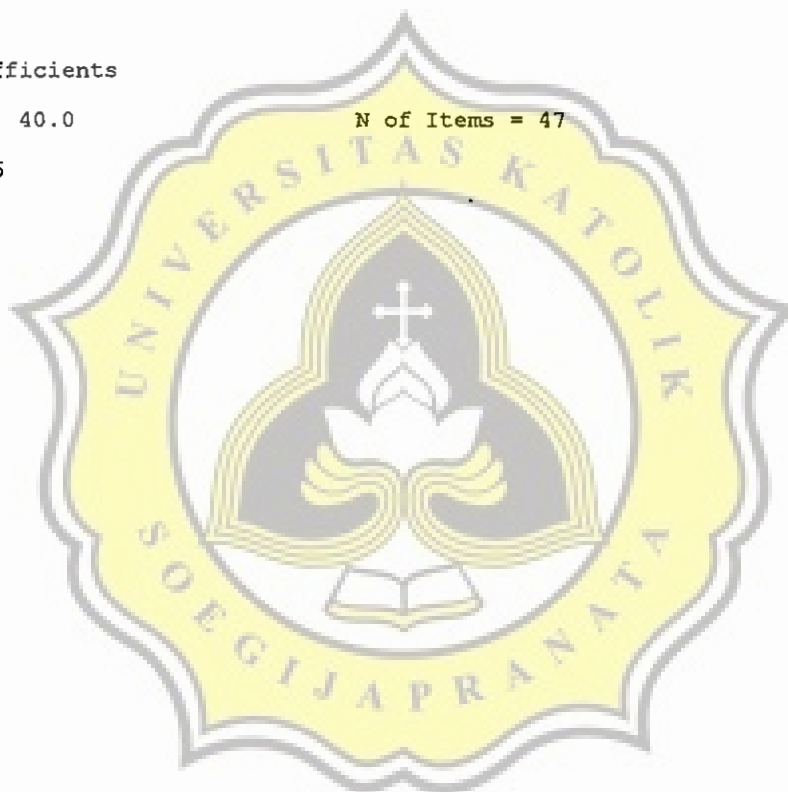 fficients
40.0 N of Items = 47
5
UNIVERSITAS KATOLIK
SOEGIJAPRANATA